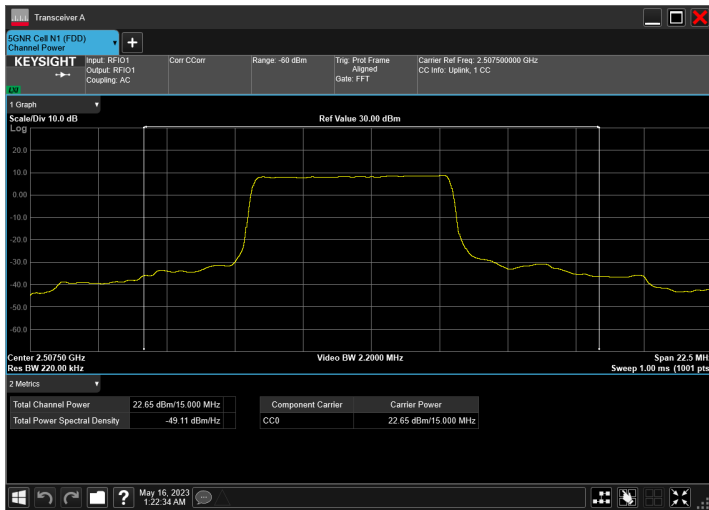 Transceiver A
5GNR Cell N1 (FDD)
Channel Power
KEYSIGHT
Input: RFIO1
Output: RFIO1
Coupling: AC
Corr CCorr
Range: -60 dBm
Trig: Prot Frame
Aligned
Gate: FFT
Carrier Ref Freq: 2.507500000 GHz
CC Info: Uplink, 1 CC
LXI
1 Graph
Scale/Div 10.0 dB
Ref Value 30.00 dBm
Log
20.0
10.0
0.00
-10.0
-20.0
-30.0
-40.0
-50.0
-60.0
Center 2.50750 GHz
Video BW 2.2000 MHz
Span 22.5 MHz
Res BW 220.00 kHz
Sweep 1.00 ms (1001 pts
2 Metrics
Total Channel Power 22.65 dBm/15.000 MHz
Total Power Spectral Density -49.11 dBm/Hz
Component Carrier Carrier Power
CC0 22.65 dBm/15.000 MHz
?
May 16, 2023
1:22:34 AM